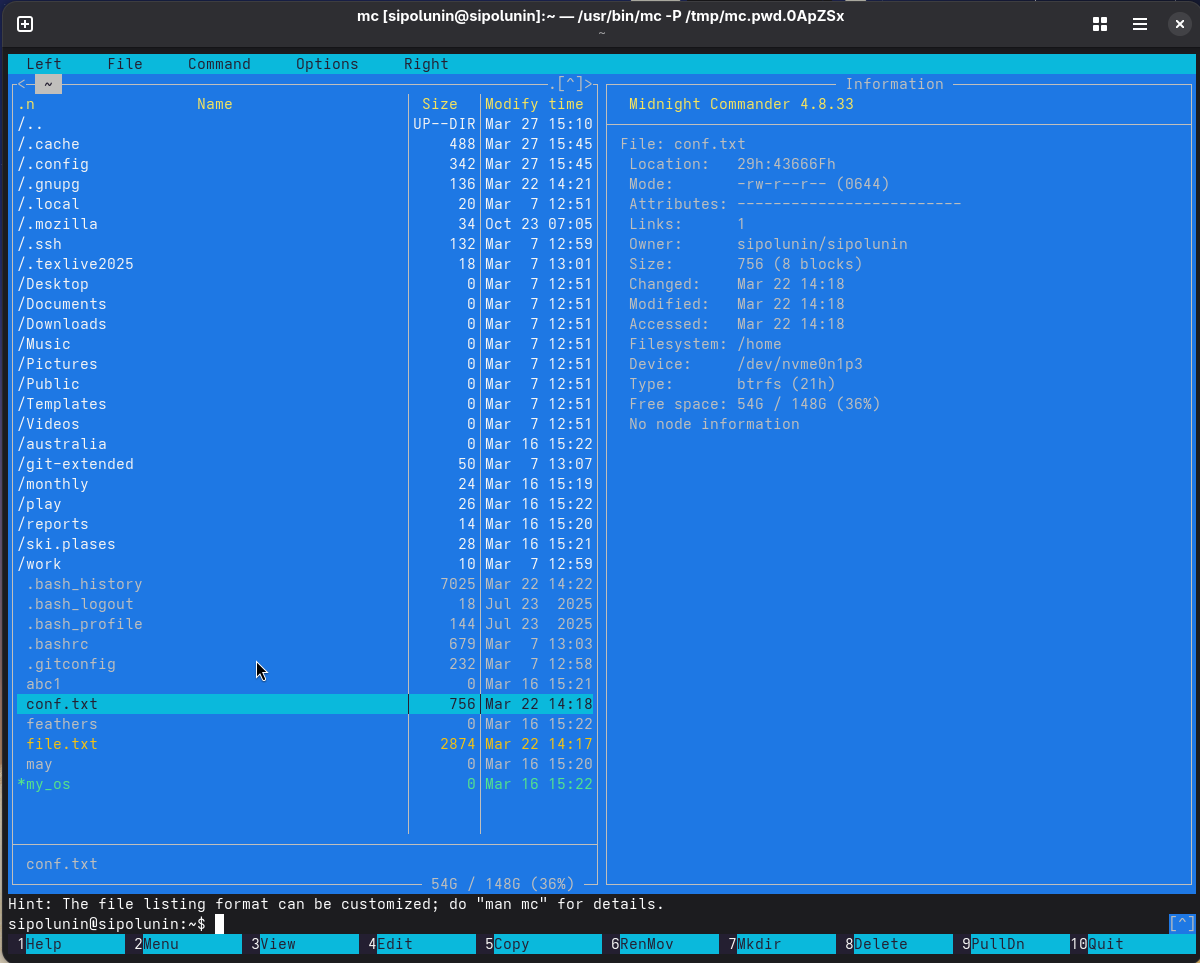 mc [sipolunin@sipolunin]:~ — /usr/bin/mc -P /tmp/mc.pwd.0ApZSx
~
Left File Command Options Right
<─ ~ ─.[^]>
.n Name Size Modify time
/.. UP--DIR Mar 27 15:10
/.cache 488 Mar 27 15:45
/.config 342 Mar 27 15:45
/.gnupg 136 Mar 22 14:21
/.local 20 Mar 7 12:51
/.mozilla 34 Oct 23 07:05
/.ssh 132 Mar 7 12:59
/.texlive2025 18 Mar 7 13:01
/Desktop 0 Mar 7 12:51
/Documents 0 Mar 7 12:51
/Downloads 0 Mar 7 12:51
/Music 0 Mar 7 12:51
/Pictures 0 Mar 7 12:51
/Public 0 Mar 7 12:51
/Templates 0 Mar 7 12:51
/Videos 0 Mar 7 12:51
/australia 0 Mar 16 15:22
/git-extended 50 Mar 7 13:07
/monthly 24 Mar 16 15:19
/play 26 Mar 16 15:22
/reports 14 Mar 16 15:20
/ski.plases 28 Mar 16 15:21
/work 10 Mar 7 12:59
.bash_history 7025 Mar 22 14:22
.bash_logout 18 Jul 23 2025
.bash_profile 144 Jul 23 2025
.bashrc 679 Mar 7 13:03
.gitconfig 232 Mar 7 12:58
abc1 0 Mar 16 15:21
conf.txt 756 Mar 22 14:18
feathers 0 Mar 16 15:22
file.txt 2874 Mar 22 14:17
may 0 Mar 16 15:20
*my_os 0 Mar 16 15:22
conf.txt
54G / 148G (36%)
Information
Midnight Commander 4.8.33
File: conf.txt
Location: 29h:43666Fh
Mode: -rw-r--r-- (0644)
Attributes: -------------------------
Links: 1
Owner: sipolunin/sipolunin
Size: 756 (8 blocks)
Changed: Mar 22 14:18
Modified: Mar 22 14:18
Accessed: Mar 22 14:18
Filesystem: /home
Device: /dev/nvme0n1p3
Type: btrfs (21h)
Free space: 54G / 148G (36%)
No node information
Hint: The file listing format can be customized; do "man mc" for details.
sipolunin@sipolunin:~$ [^]
1Help 2Menu 3View 4Edit 5Copy 6RenMov 7Mkdir 8Delete 9PullDn 10Quit